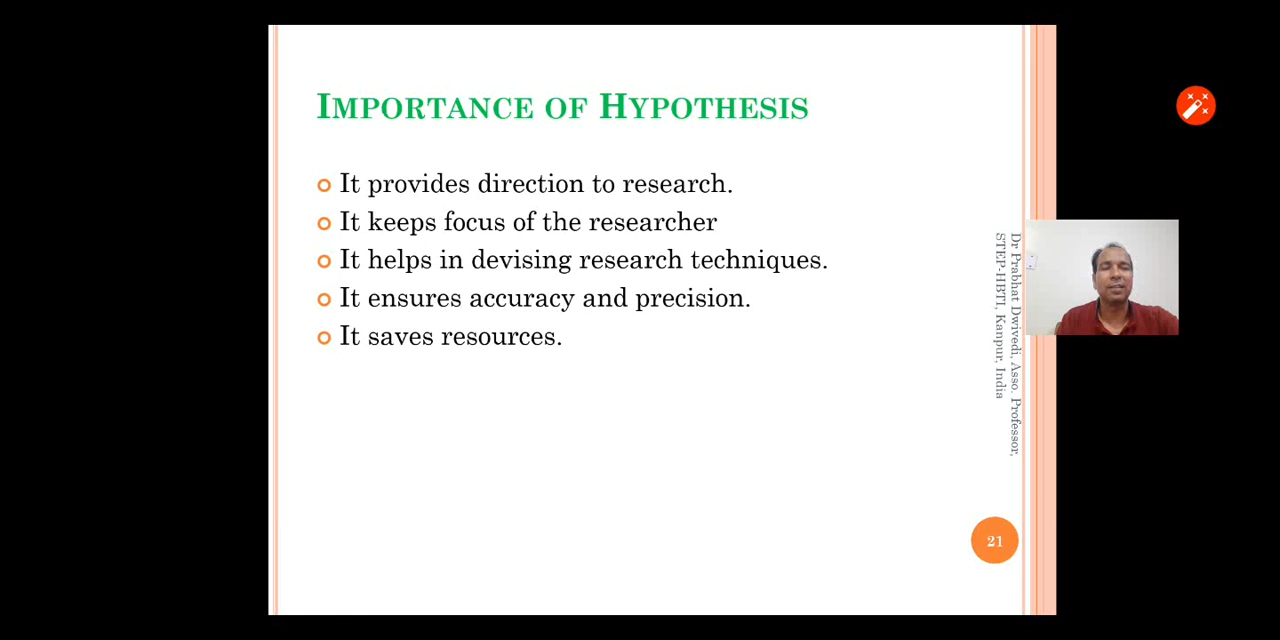 IMPORTANCE OF HYPOTHESIS
It provides direction to research.
It keeps focus of the researcher
It helps in devising research techniques.
It ensures accuracy and precision.
It saves resources.
Dr Prabhat Dwivedi, Asso. Professor,
STEP-HBTI, Kanpur, India
21